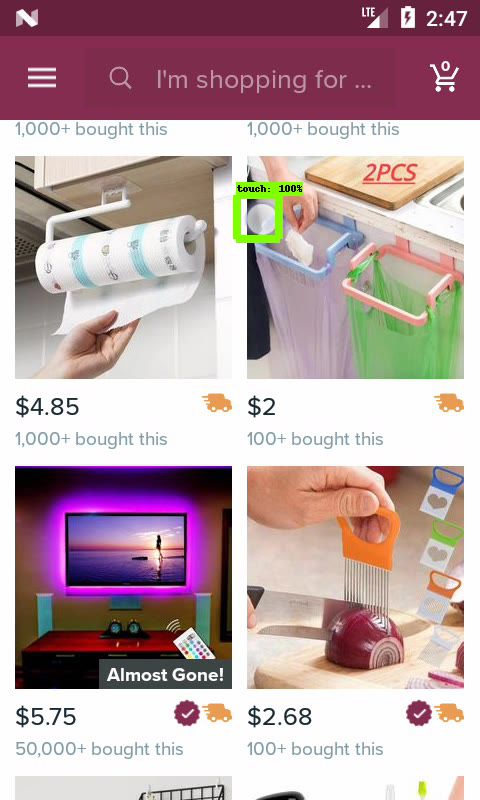 LTE 2:47
I'm shopping for ...
0
1,000+ bought this
1,000+ bought this
2PCS
touch: 100%
$4.85
$2
1,000+ bought this
100+ bought this
Almost Gone!
$5.75
$2.68
50,000+ bought this
100+ bought this